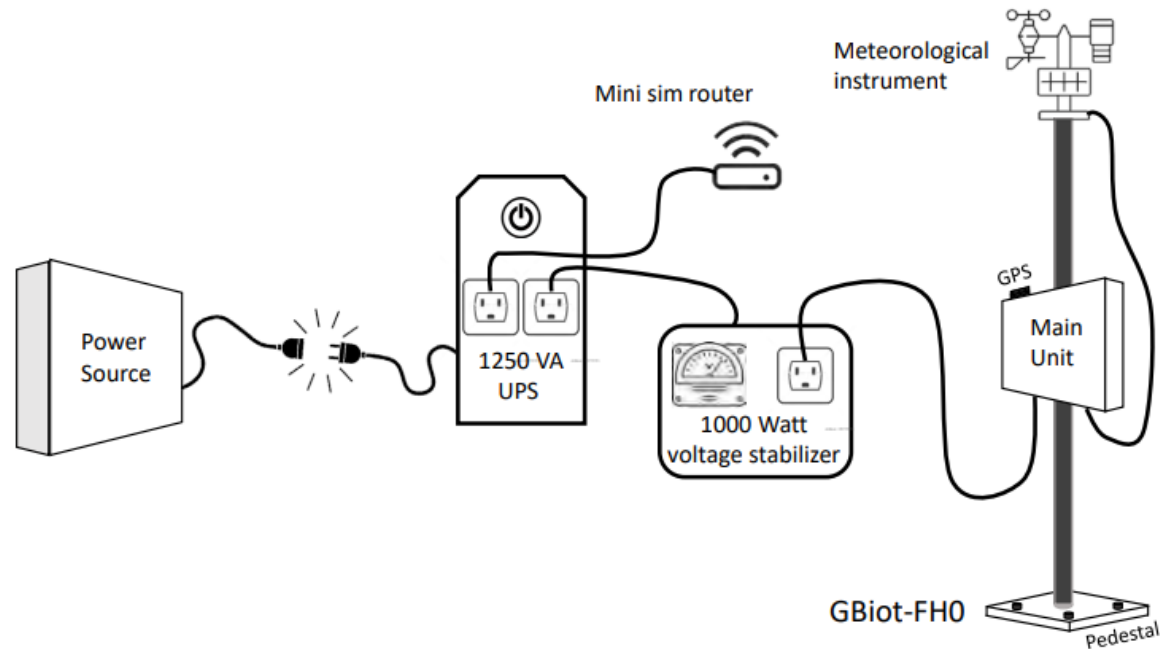 Meteorological
instrument
Mini sim router
GPS
Power
Source
Main
Unit
1250 VA
UPS
1000 Watt
voltage stabilizer
GBiot-FH0
Pedestal